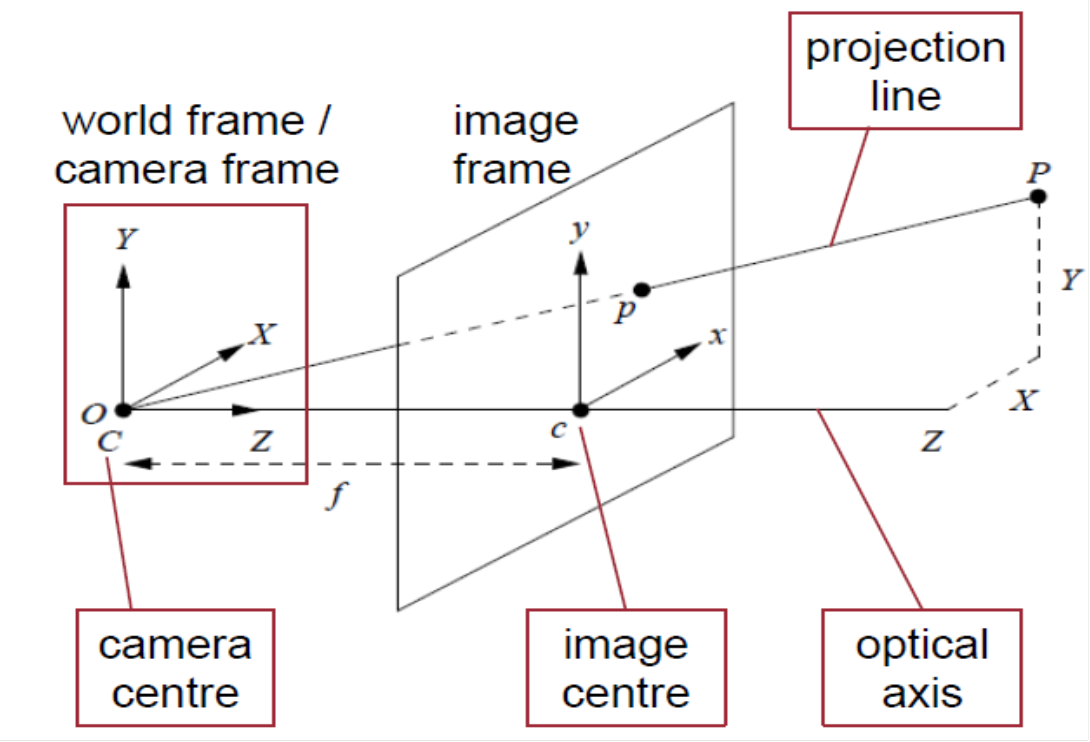 projection
line
world frame /
camera frame
image
frame
P
Y
y
Y
p
x
X
X
O
C
Z
c
Z
f
camera
centre
image
centre
optical
axis